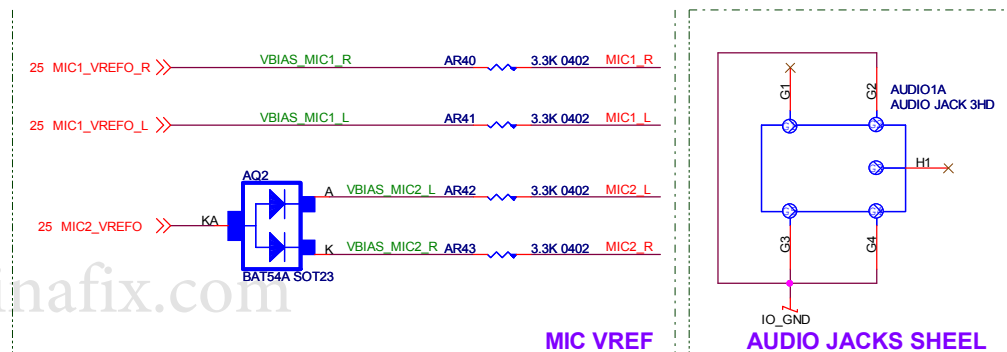 25 MIC1_VREFO_R VBIAS_MIC1_R AR40 3.3K 0402 MIC1_R
25 MIC1_VREFO_L VBIAS_MIC1_L AR41 3.3K 0402 MIC1_L
AQ2
A VBIAS_MIC2_L AR42 3.3K 0402 MIC2_L
25 MIC2_VREFO KA
K VBIAS_MIC2_R AR43 3.3K 0402 MIC2_R
BAT54A SOT23
inafix.com
MIC VREF
G1
G2
AUDIO1A
AUDIO JACK 3HD
H1
G3
G4
IO_GND
AUDIO JACKS SHEEL